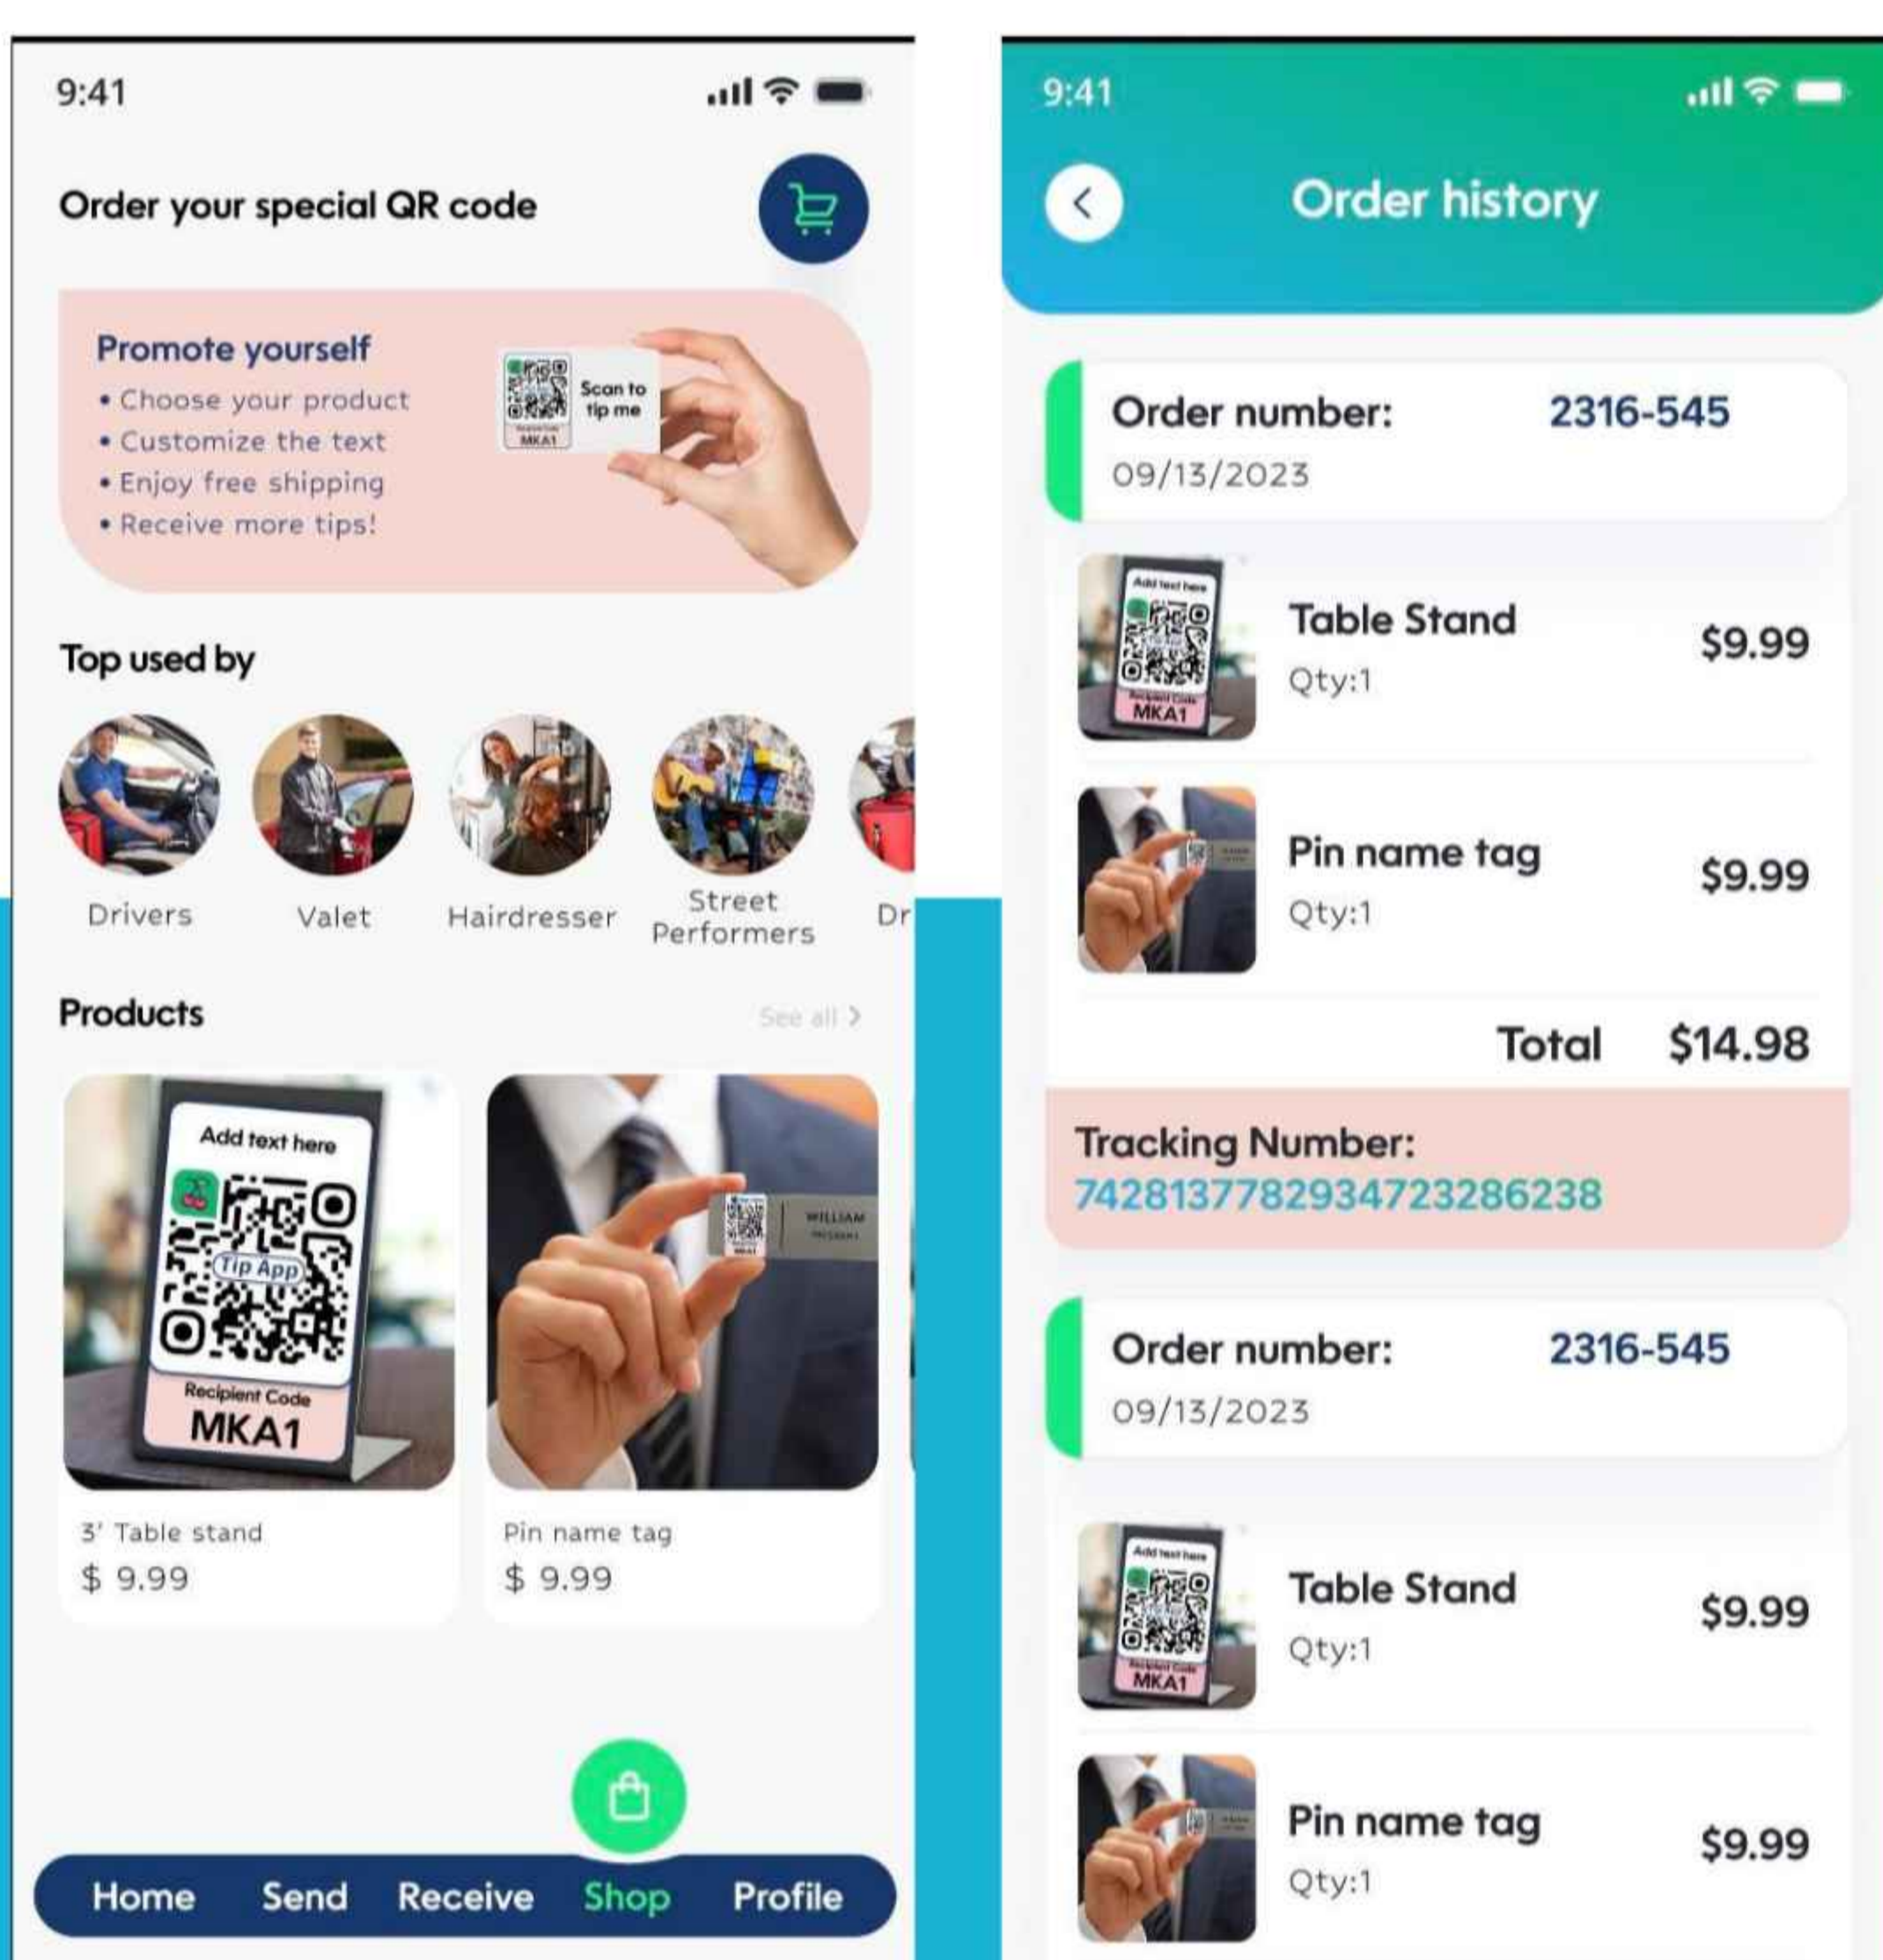 9:41
Order your special QR code
Promote yourself
• Choose your product
• Customize the text
• Enjoy free shipping
• Receive more tips!
Scan to
tip me
MKA1
Top used by
Drivers
Valet
Hairdresser
Street
Performers
Dr
Products
See all >
Add text here
Tip App
Recipient Code
MKA1
WILLIAM
MKA1
3' Table stand
$ 9.99
Pin name tag
$ 9.99
Home
Send
Receive
Shop
Profile
9:41
Order history
Order number: 2316-545
09/13/2023
Add text here
Recipient Code
MKA1
Table Stand
Qty:1
$9.99
Pin name tag
Qty:1
$9.99
Total $14.98
Tracking Number:
7428137782934723286238
Order number: 2316-545
09/13/2023
Add text here
Recipient Code
MKA1
Table Stand
Qty:1
$9.99
Pin name tag
Qty:1
$9.99